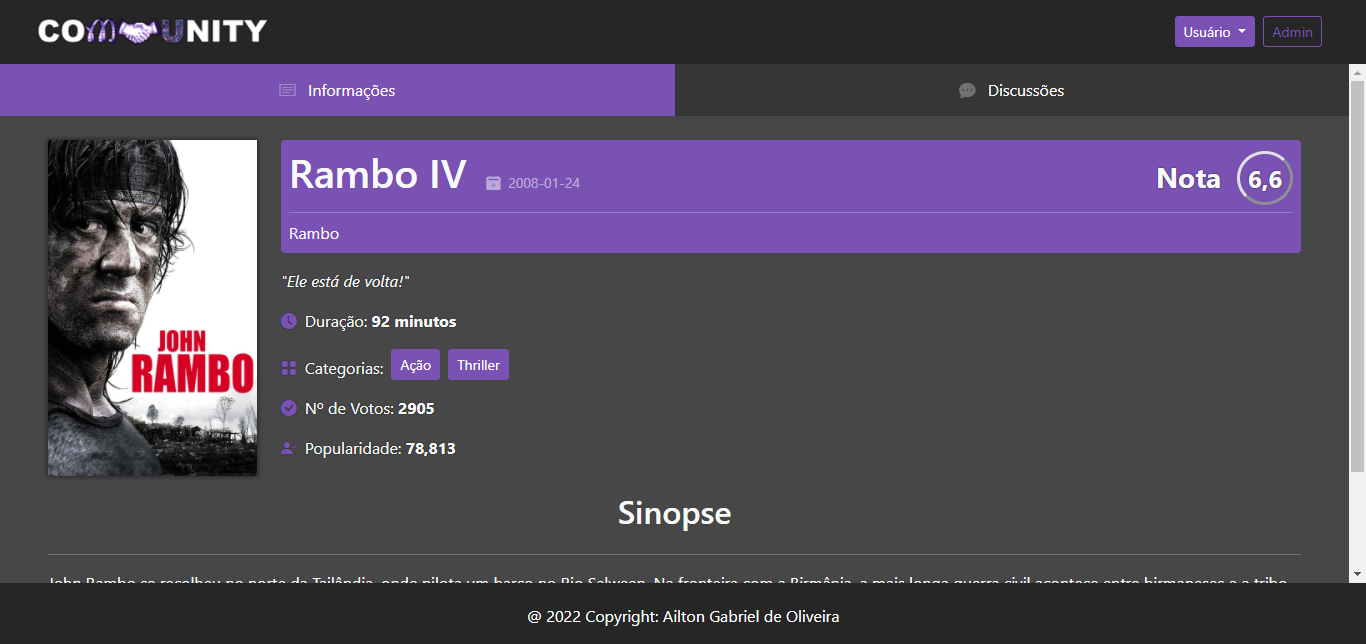 COMMUNITY
Usuário
Admin
Informações
Discussões
JOHN
RAMBO
Rambo IV
2008-01-24
Nota
6,6
Rambo
"Ele está de volta!"
Duração: 92 minutos
Categorias:
Ação
Thriller
Nº de Votos: 2905
Popularidade: 78,813
Sinopse
John Rambo se recolheu no norte da Tailândia, onde pilota um barco no Rio Salween. Na fronteira com a Birmânia, a mais longa guerra civil acontece entre birmaneses e a tribo
@ 2022 Copyright: Ailton Gabriel de Oliveira